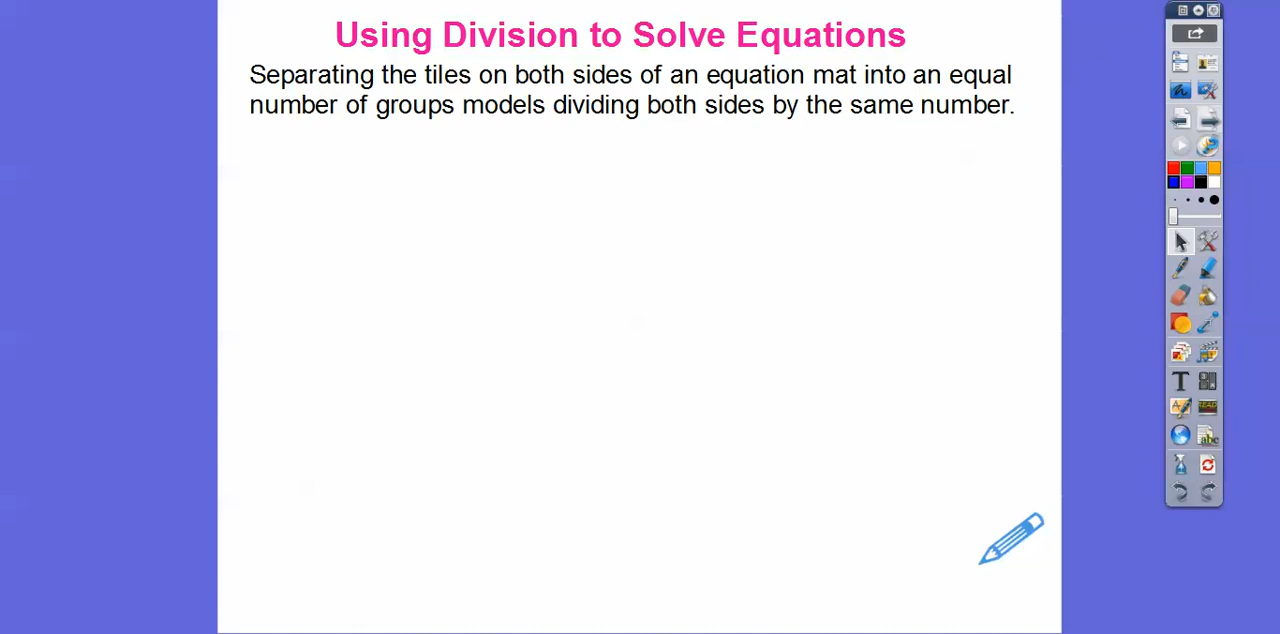 Using Division to Solve Equations
Separating the tiles on both sides of an equation mat into an equal
number of groups models dividing both sides by the same number.